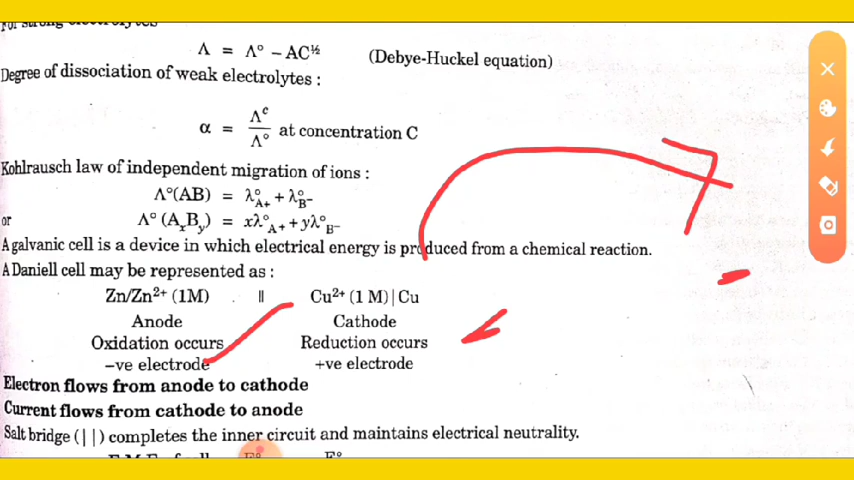 For strong electrolytes
Λ = Λ° – AC½ (Debye-Huckel equation)
Degree of dissociation of weak electrolytes :
α = Λᶜ/Λ° at concentration C
Kohlrausch law of independent migration of ions :
Λ°(AB) = λ°A+ + λ°B–
or Λ° (AxBy) = xλ°A+ + yλ°B–
A galvanic cell is a device in which electrical energy is produced from a chemical reaction.
A Daniell cell may be represented as :
Zn/Zn²⁺ (1M) || Cu²⁺ (1 M)|Cu
Anode Cathode
Oxidation occurs Reduction occurs
–ve electrode +ve electrode
Electron flows from anode to cathode
Current flows from cathode to anode
Salt bridge (||) completes the inner circuit and maintains electrical neutrality.